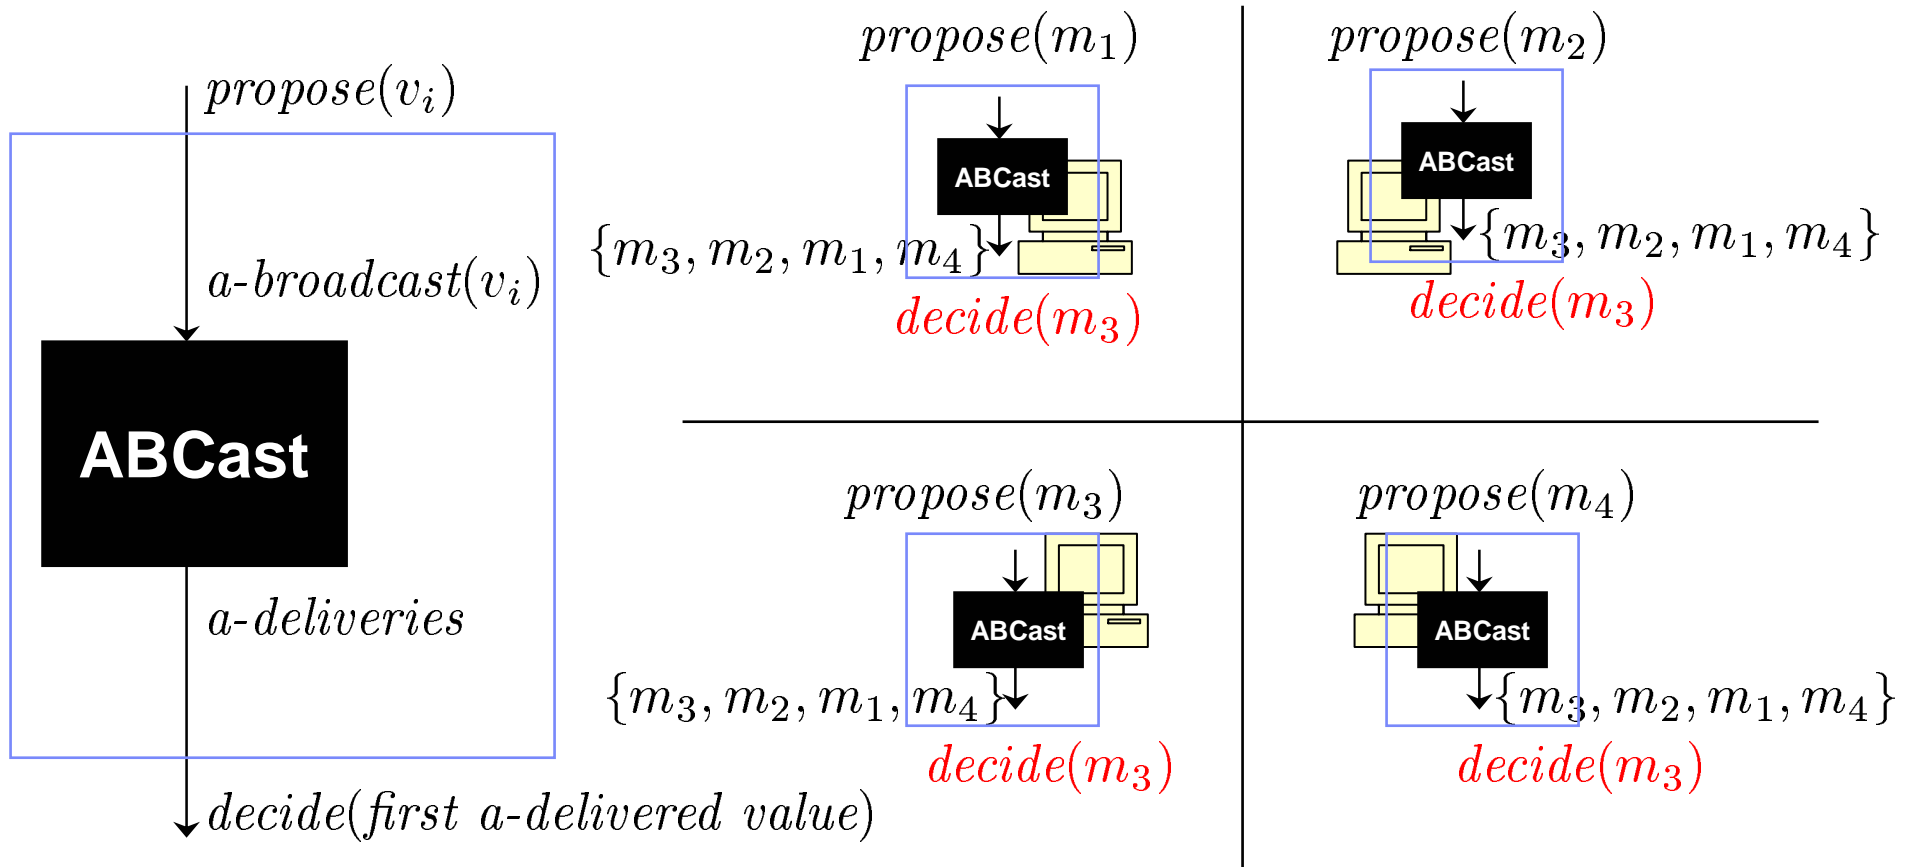 propose(v_i)
a-broadcast(v_i)
ABCast
a-deliveries
decide(first a-delivered value)
propose(m_1)
ABCast
{m_3, m_2, m_1, m_4}
decide(m_3)
propose(m_2)
ABCast
{m_3, m_2, m_1, m_4}
decide(m_3)
propose(m_3)
ABCast
{m_3, m_2, m_1, m_4}
decide(m_3)
propose(m_4)
ABCast
{m_3, m_2, m_1, m_4}
decide(m_3)